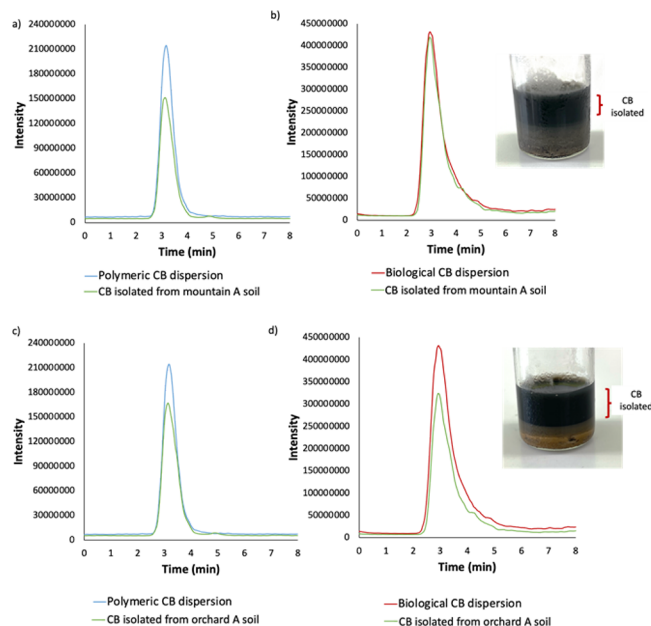 a)
240000000
210000000
180000000
150000000
120000000
90000000
60000000
30000000
0
Intensity
0 1 2 3 4 5 6 7 8
Time (min)
Polymeric CB dispersion
CB isolated from mountain A soil
b)
450000000
400000000
350000000
300000000
250000000
200000000
150000000
100000000
50000000
0
Intensity
0 1 2 3 4 5 6 7 8
Time (min)
Biological CB dispersion
CB isolated from mountain A soil
CB
isolated
c)
240000000
210000000
180000000
150000000
120000000
90000000
60000000
30000000
0
Intensity
0 1 2 3 4 5 6 7 8
Time (min)
Polymeric CB dispersion
CB isolated from orchard A soil
d)
450000000
400000000
350000000
300000000
250000000
200000000
150000000
100000000
50000000
0
Intensity
0 1 2 3 4 5 6 7 8
Time (min)
Biological CB dispersion
CB isolated from orchard A soil
CB
isolated